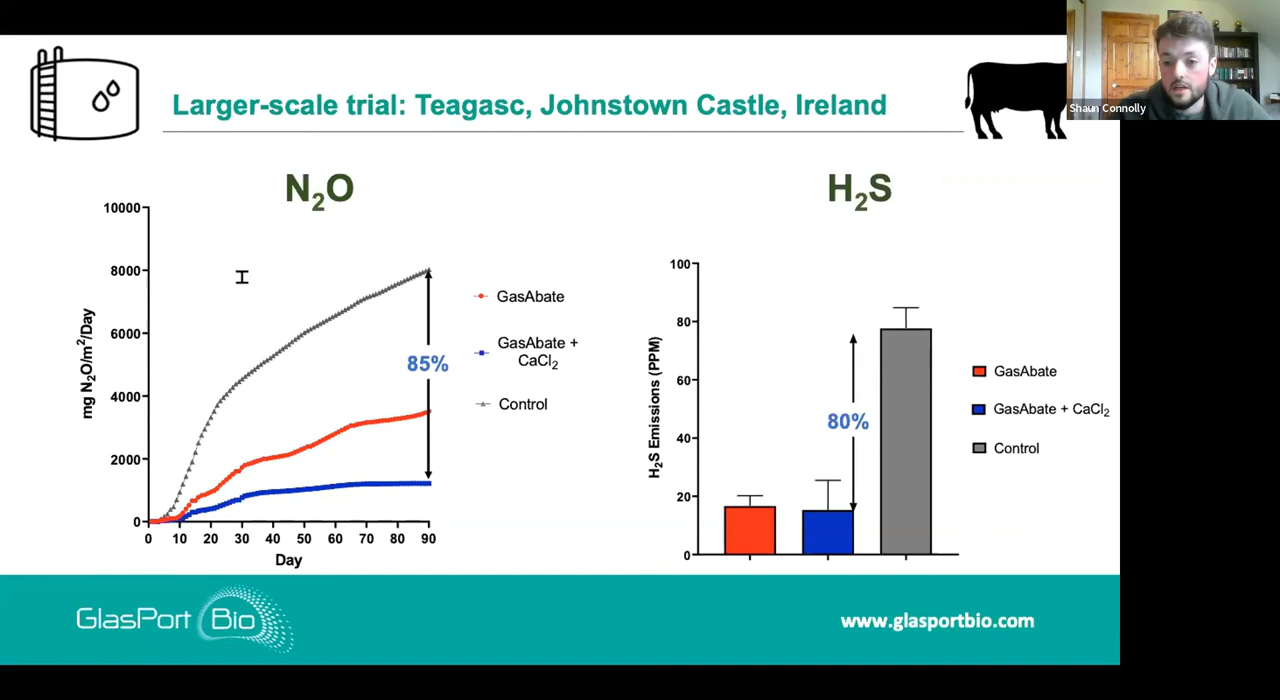 Larger-scale trial: Teagasc, Johnstown Castle, Ireland
Shaun Connolly
N2O
10000
8000
6000
4000
2000
0
mg N2O/m2/Day
0 10 20 30 40 50 60 70 80 90
Day
85%
GasAbate
GasAbate +
CaCl2
Control
H2S
100
80
60
40
20
0
H2S Emissions (PPM)
80%
GasAbate
GasAbate + CaCl2
Control
GlasPort Bio
www.glasportbio.com